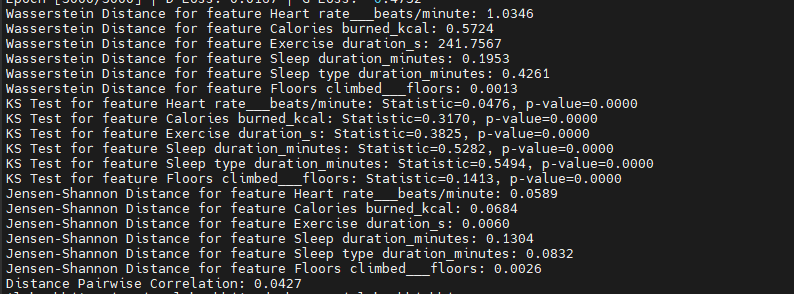 Epoch [3000/3000] | D Loss: 0.0187 | G Loss: 0.4732
Wasserstein Distance for feature Heart rate___beats/minute: 1.0346
Wasserstein Distance for feature Calories burned_kcal: 0.5724
Wasserstein Distance for feature Exercise duration_s: 241.7567
Wasserstein Distance for feature Sleep duration_minutes: 0.1953
Wasserstein Distance for feature Sleep type duration_minutes: 0.4261
Wasserstein Distance for feature Floors climbed___floors: 0.0013
KS Test for feature Heart rate___beats/minute: Statistic=0.0476, p-value=0.0000
KS Test for feature Calories burned_kcal: Statistic=0.3170, p-value=0.0000
KS Test for feature Exercise duration_s: Statistic=0.3825, p-value=0.0000
KS Test for feature Sleep duration_minutes: Statistic=0.5282, p-value=0.0000
KS Test for feature Sleep type duration_minutes: Statistic=0.5494, p-value=0.0000
KS Test for feature Floors climbed___floors: Statistic=0.1413, p-value=0.0000
Jensen-Shannon Distance for feature Heart rate___beats/minute: 0.0589
Jensen-Shannon Distance for feature Calories burned_kcal: 0.0684
Jensen-Shannon Distance for feature Exercise duration_s: 0.0060
Jensen-Shannon Distance for feature Sleep duration_minutes: 0.1304
Jensen-Shannon Distance for feature Sleep type duration_minutes: 0.0832
Jensen-Shannon Distance for feature Floors climbed___floors: 0.0026
Distance Pairwise Correlation: 0.0427